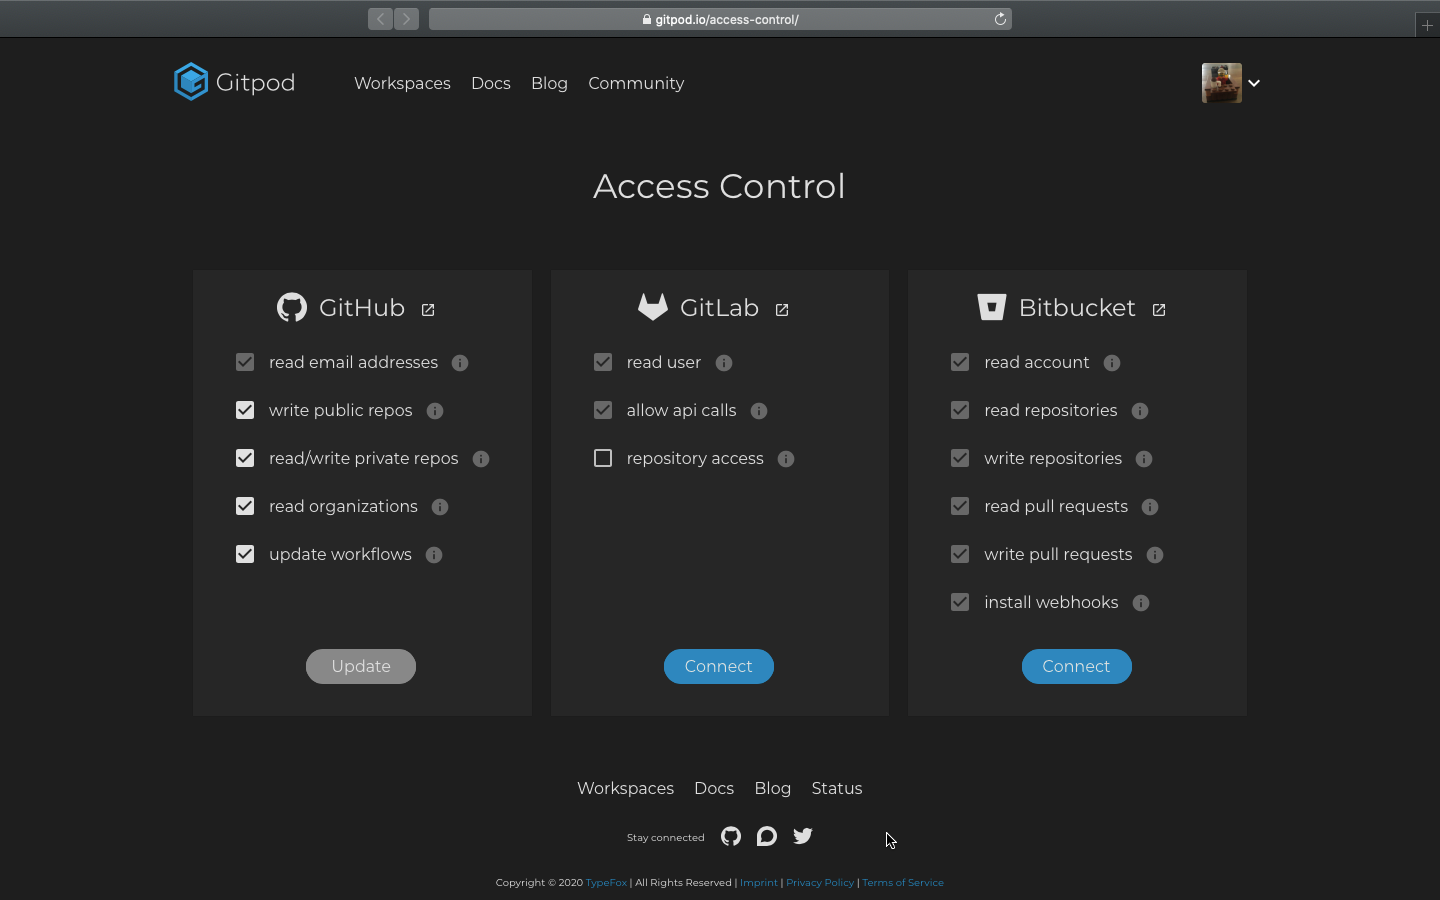 gitpod.io/access-control/
Gitpod
Workspaces Docs Blog Community
Access Control
GitHub
read email addresses
write public repos
read/write private repos
read organizations
update workflows
Update
GitLab
read user
allow api calls
repository access
Connect
Bitbucket
read account
read repositories
write repositories
read pull requests
write pull requests
install webhooks
Connect
Workspaces Docs Blog Status
Stay connected
Copyright © 2020 TypeFox | All Rights Reserved | Imprint | Privacy Policy | Terms of Service